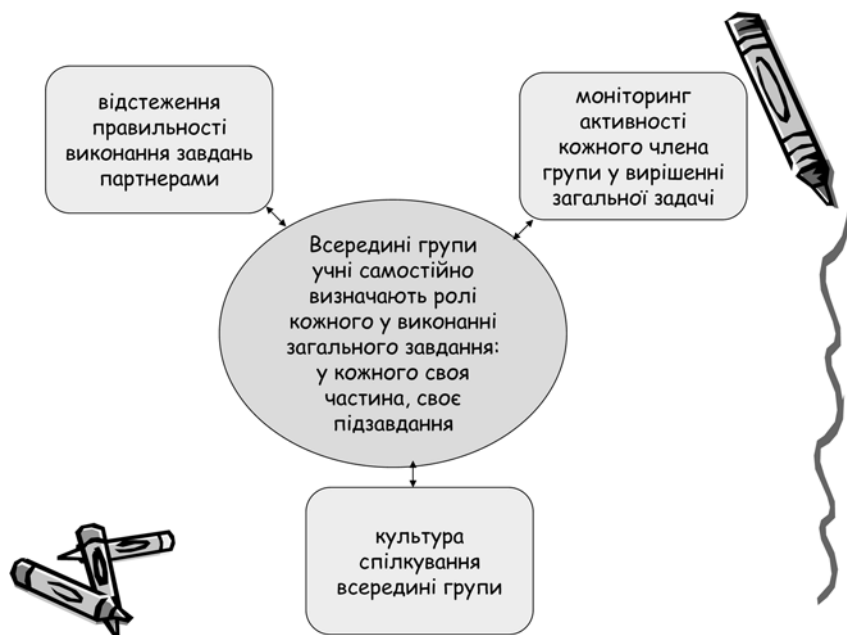 відстеження
правильності
виконання завдань
партнерами
моніторинг
активності
кожного члена
групи у вирішенні
загальної задачі
Всередині групи
учні самостійно
визначають ролі
кожного у виконанні
загального завдання:
у кожного своя
частина, своє
підзавдання
культура
спілкування
всередині групи